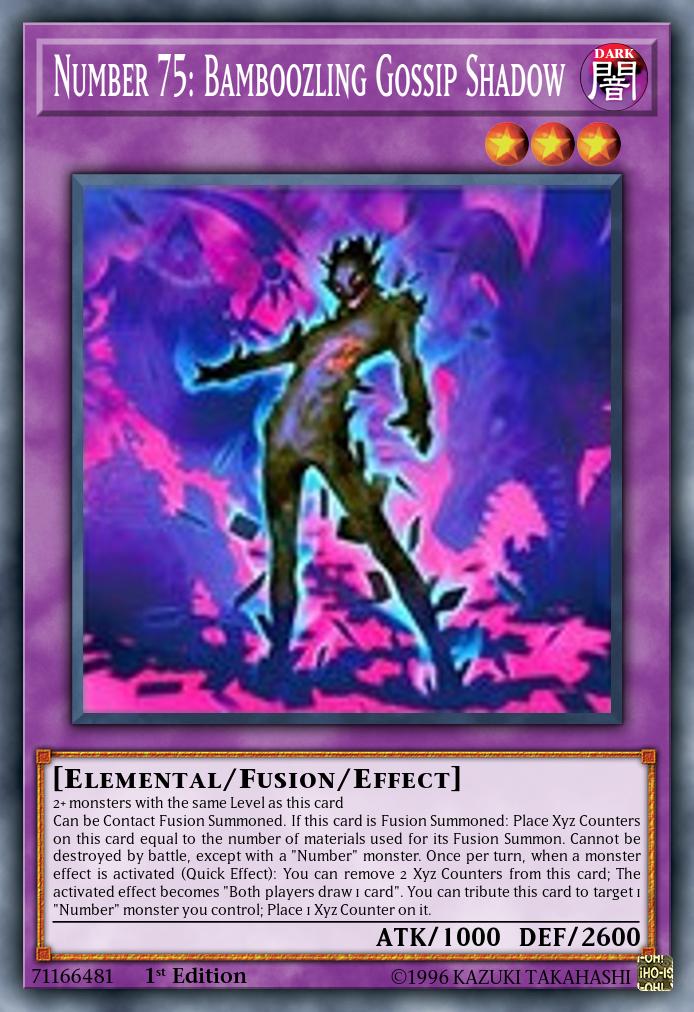 Number 75: Bamboozling Gossip Shadow
DARK
闇
[Elemental/Fusion/Effect]
2+ monsters with the same Level as this card
Can be Contact Fusion Summoned. If this card is Fusion Summoned: Place Xyz Counters
on this card equal to the number of materials used for its Fusion Summon. Cannot be
destroyed by battle, except with a "Number" monster. Once per turn, when a monster
effect is activated (Quick Effect): You can remove 2 Xyz Counters from this card; The
activated effect becomes "Both players draw 1 card". You can tribute this card to target 1
"Number" monster you control; Place 1 Xyz Counter on it.
ATK/1000 DEF/2600
71166481 1st Edition ©1996 KAZUKI TAKAHASHI